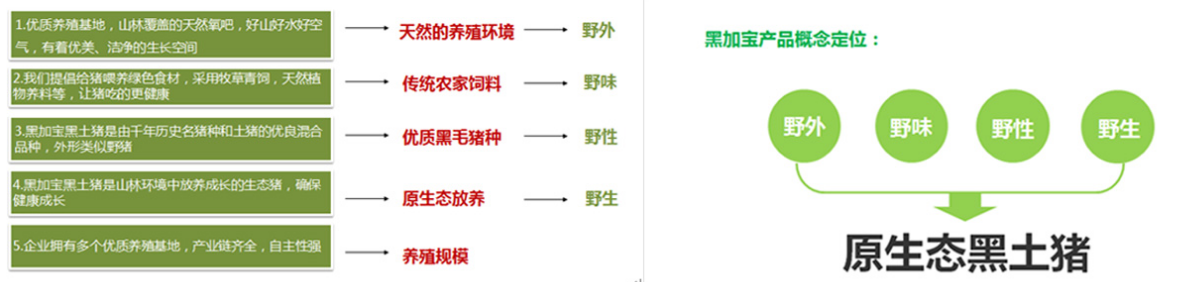 1.优质养殖基地，山林覆盖的天然氧吧，好山好水好空
气，有着优美、洁净的生长空间
天然的养殖环境
野外
2.我们提倡给猪喂养绿色食材，采用牧草青饲，天然植
物养料等，让猪吃的更健康
传统农家饲料
野味
3.黑加宝黑土猪是由千年历史名猪种和土猪的优良混合
品种，外形类似野猪
优质黑毛猪种
野性
4.黑加宝黑土猪是山林环境中放养成长的生态猪，确保
健康成长
原生态放养
野生
5.企业拥有多个优质养殖基地，产业链齐全，自主性强
养殖规模
黑加宝产品概念定位：
野外
野味
野性
野生
原生态黑土猪